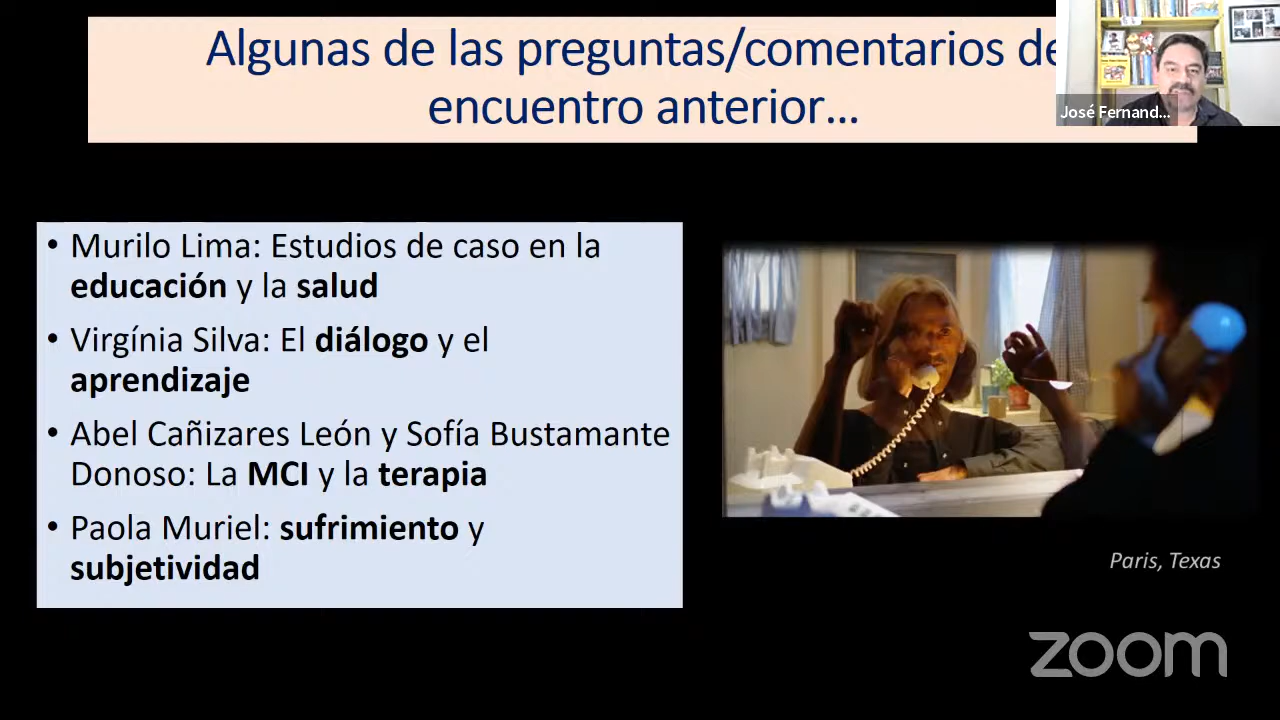 Algunas de las preguntas/comentarios de
encuentro anterior...
José Fernand...
• Murilo Lima: Estudios de caso en la
educación y la salud
• Virgínia Silva: El diálogo y el
aprendizaje
• Abel Cañizares León y Sofía Bustamante
Donoso: La MCI y la terapia
• Paola Muriel: sufrimiento y
subjetividad
Paris, Texas
zoom